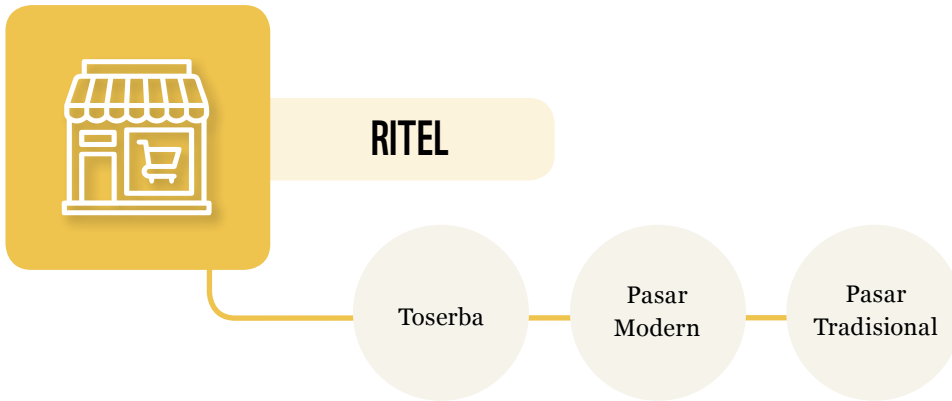 RITEL
Toserba
Pasar
Modern
Pasar
Tradisional